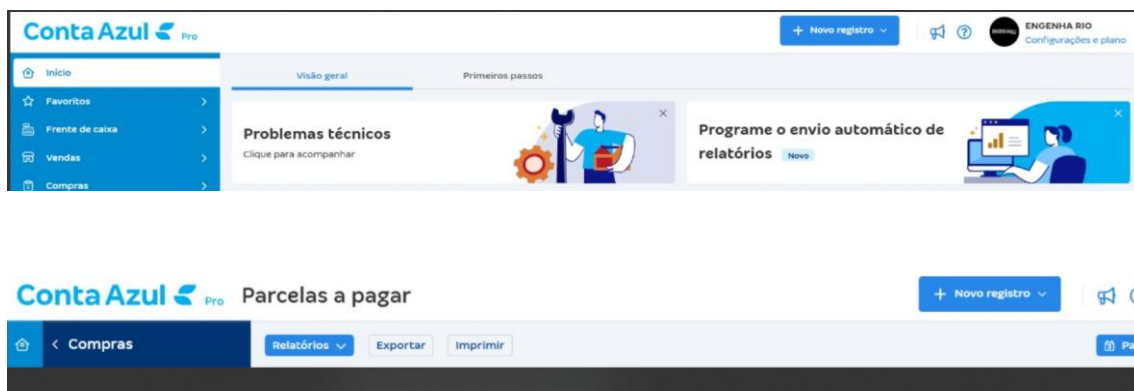 Conta Azul Pro
+ Novo registro
ENGENHA RIO
Configurações e plano
Início
Visão geral
Primeiros passos
Favoritos
Frente de caixa
Vendas
Compras
Problemas técnicos
Clique para acompanhar
Programe o envio automático de
relatórios Novo
Conta Azul Pro Parcelas a pagar
+ Novo registro
< Compras
Relatórios
Exportar
Imprimir